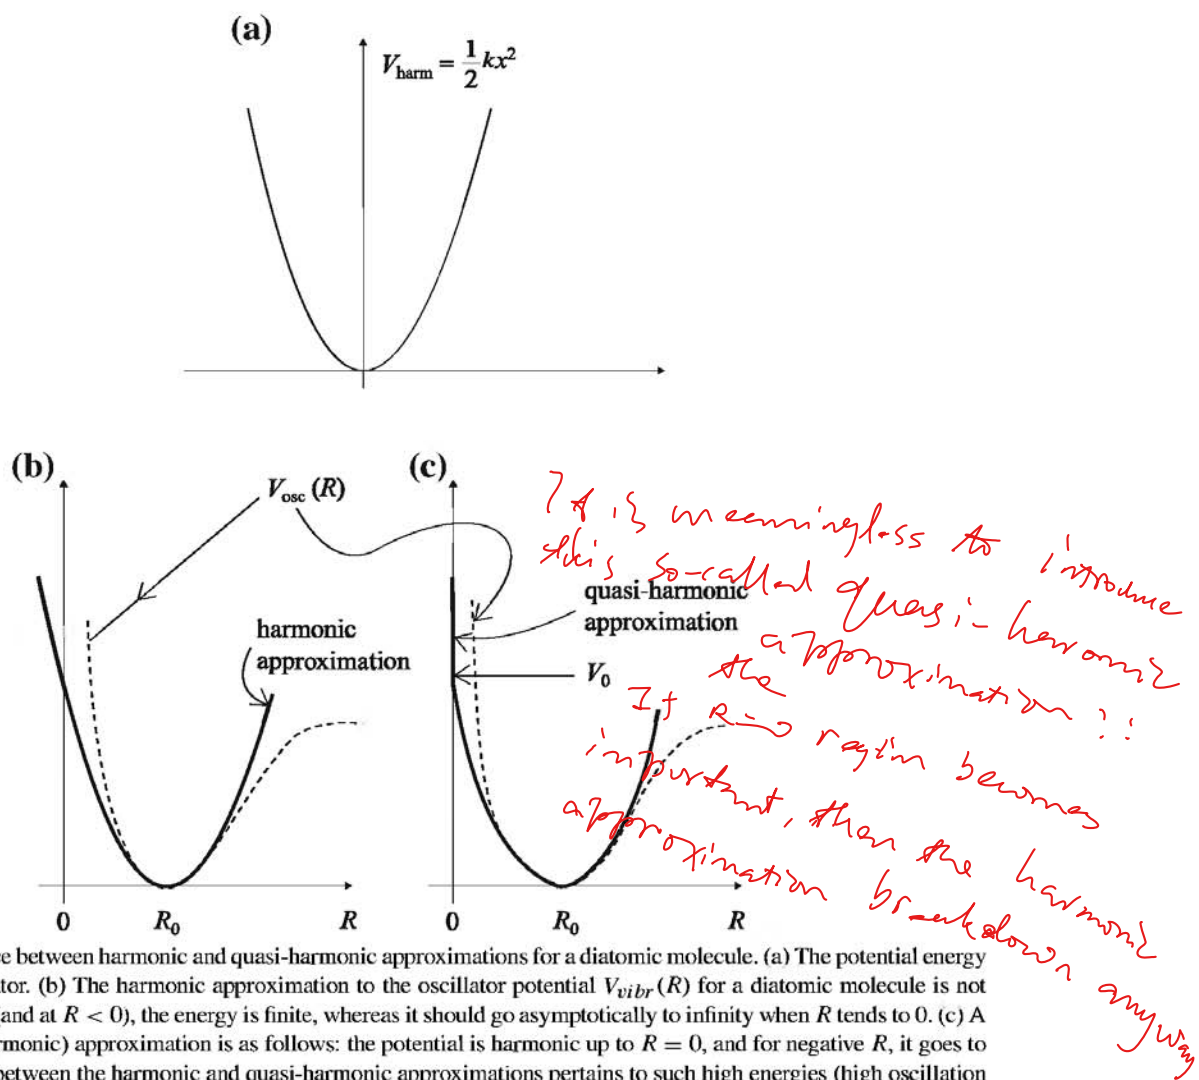 (a)
V_harm = 1/2 kx²
(b)
(c)
V_osc (R)
It is meaningless to introduce
this so-called quasi-harmonic
approximation !!
quasi-harmonic
approximation
harmonic
approximation
V₀
If the R=0 region becomes
important, then the harmonic
approximation breakdown anyway
0
R₀
R
0
R₀
R
e between harmonic and quasi-harmonic approximations for a diatomic molecule. (a) The potential energy
tor. (b) The harmonic approximation to the oscillator potential V_vibr(R) for a diatomic molecule is not
and at R < 0), the energy is finite, whereas it should go asymptotically to infinity when R tends to 0. (c) A
rmonic) approximation is as follows: the potential is harmonic up to R = 0, and for negative R, it goes to
between the harmonic and quasi-harmonic approximations pertains to such high energies (high oscillation